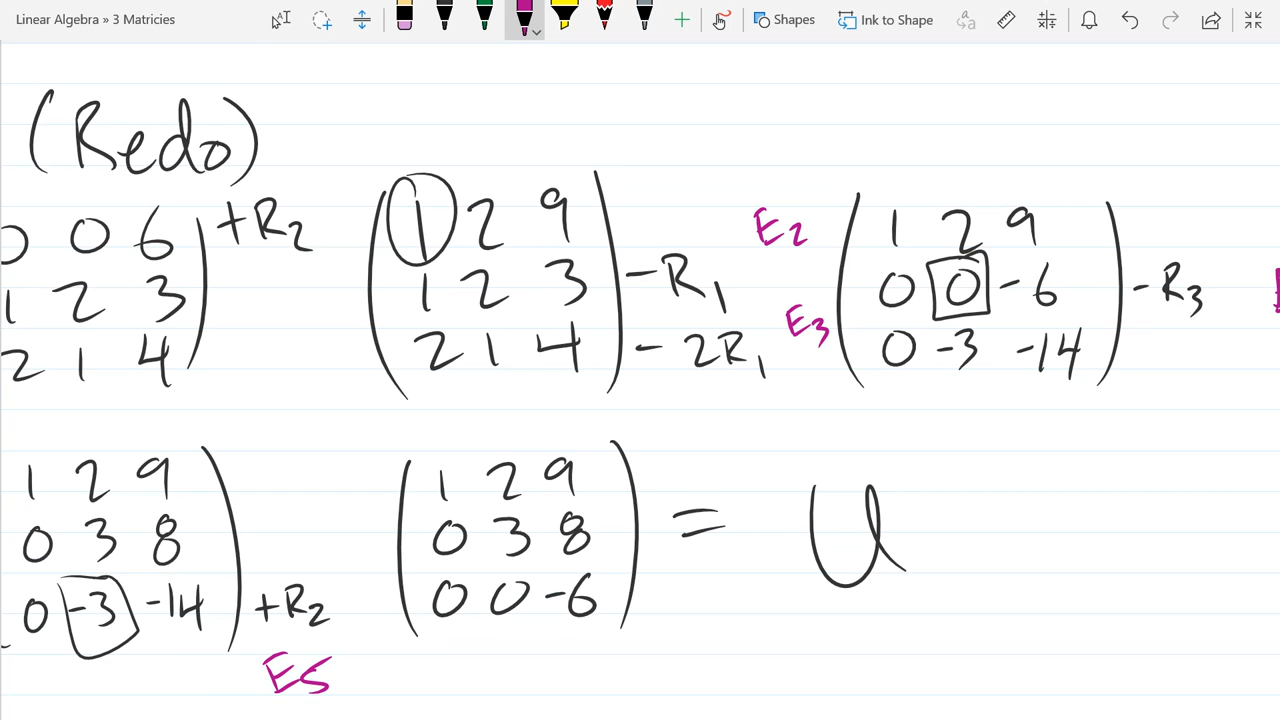 Linear Algebra » 3 Matricies
Shapes
Ink to Shape
(Redo)
0 0 6 +R2
1 2 3
2 1 4
1 2 9
1 2 3 -R1
2 1 4 - 2R1
E2
E3
1 2 9
0 0 -6 -R3
0 -3 -14
1 2 9
0 3 8
0 -3 -14 +R2
E5
1 2 9
0 3 8
0 0 -6
= U